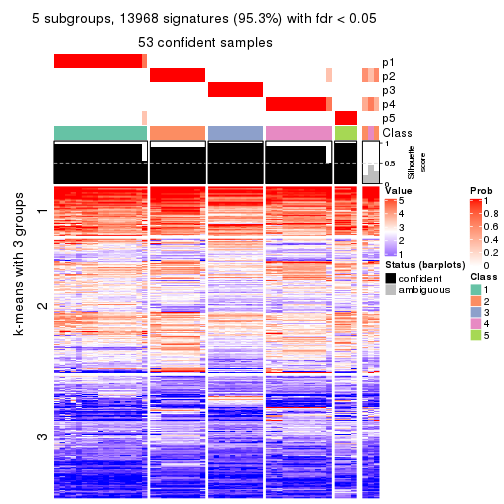 5 subgroups, 13968 signatures (95.3%) with fdr < 0.05
53 confident samples
p1
p2
p3
p4
p5
Class
1
0.5
0
Silhouette
score
k-means with 3 groups
1
2
3
Value
5
4
3
2
1
Status (barplots)
confident
ambiguous
Prob
1
0.8
0.6
0.4
0.2
0
Class
1
2
3
4
5